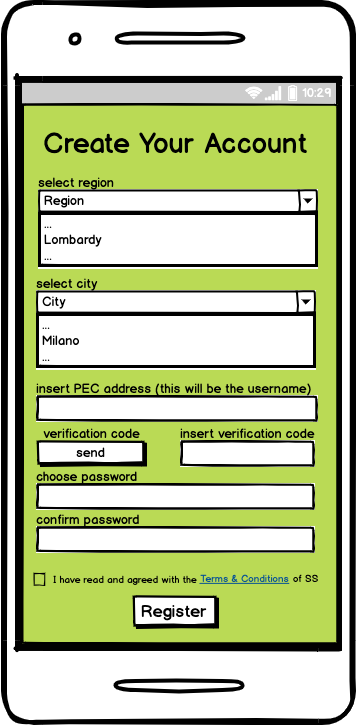 10:29
Create Your Account
select region
Region
...
Lombardy
...
select city
City
...
Milano
...
insert PEC address (this will be the username)
verification code insert verification code
send
choose password
confirm password
I have read and agreed with the Terms & Conditions of SS
Register